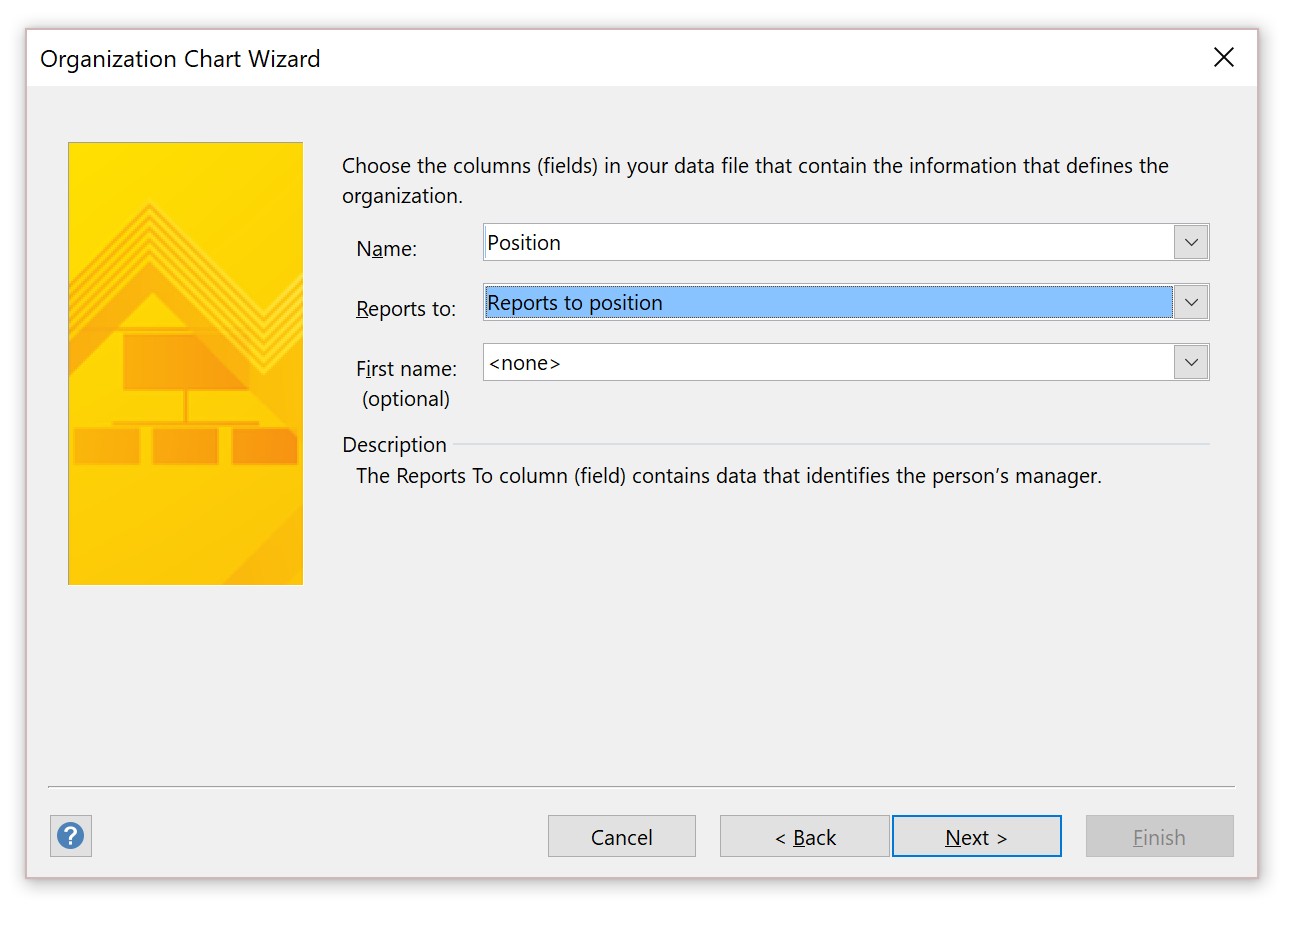 Organization Chart Wizard
Choose the columns (fields) in your data file that contain the information that defines the
organization.
Name: Position
Reports to: Reports to position
First name: <none>
(optional)
Description
The Reports To column (field) contains data that identifies the person’s manager.
? Cancel < Back Next > Finish